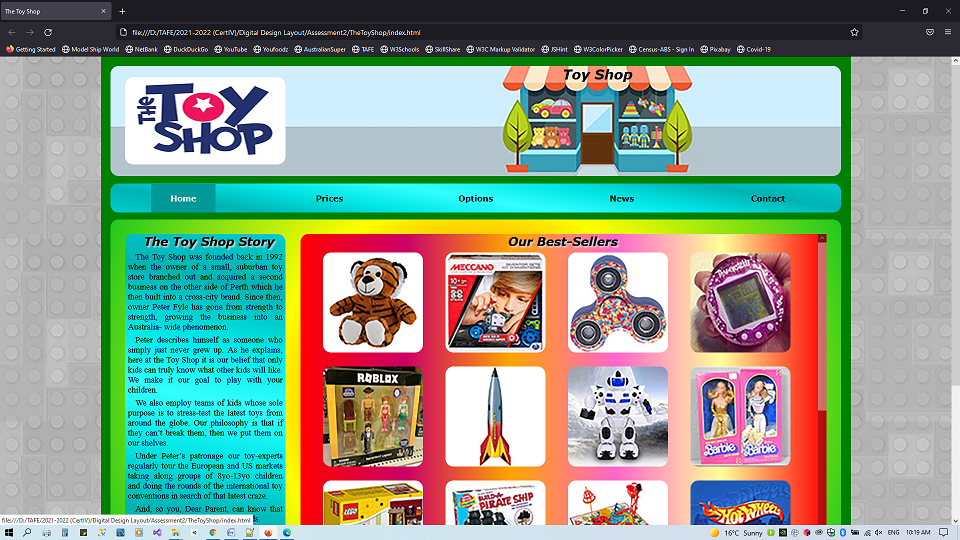 The Toy Shop
file:///D:/TAFE/2021-2022 (CertIV)/Digital Design Layout/Assessment2/TheToyShop/index.html
Getting Started Model Ship World NetBank DuckDuckGo YouTube Youfoodz AustralianSuper TAFE W3Schools SkillShare W3C Markup Validator JSHint W3ColorPicker Census-ABS - Sign In Pixabay Covid-19
THE TOY SHOP
Toy Shop
Home Prices Options News Contact
The Toy Shop Story
The Toy Shop was founded back in 1992
when the owner of a small, suburban toy
store branched out and acquired a second
business on the other side of Perth which he
then built into a cross-city brand. Since then,
owner Peter Fyle has gone from strength to
strength, growing the business into an
Australia- wide phenomenon.
Peter describes himself as someone who
simply just never grew up. As he explains,
here at the Toy Shop it is our belief that only
kids can truly know what other kids will like.
We make it our goal to play with your
children.
We also employ teams of kids whose sole
purpose is to stress-test the latest toys from
around the globe. Our philosophy is that if
they can't break them, then we put them on
our shelves.
Under Peter's patronage our toy-experts
regularly tour the European and US markets
taking along groups of 8yo-13yo children
and doing the rounds of the international toy
conventions in search of that latest craze.
And, so you, Dear Parent, can know that
Our Best-Sellers
MECCANO
10+
ROBLOX
Barbie
Barbie
LEGO
BUILD-A
PIRATE SHIP
HOT WHEELS
file:///D:/TAFE/2021-2022 (CertIV)/Digital Design Layout/Assessment2/TheToyShop/index.html
16°C Sunny
ENG 10:19 AM